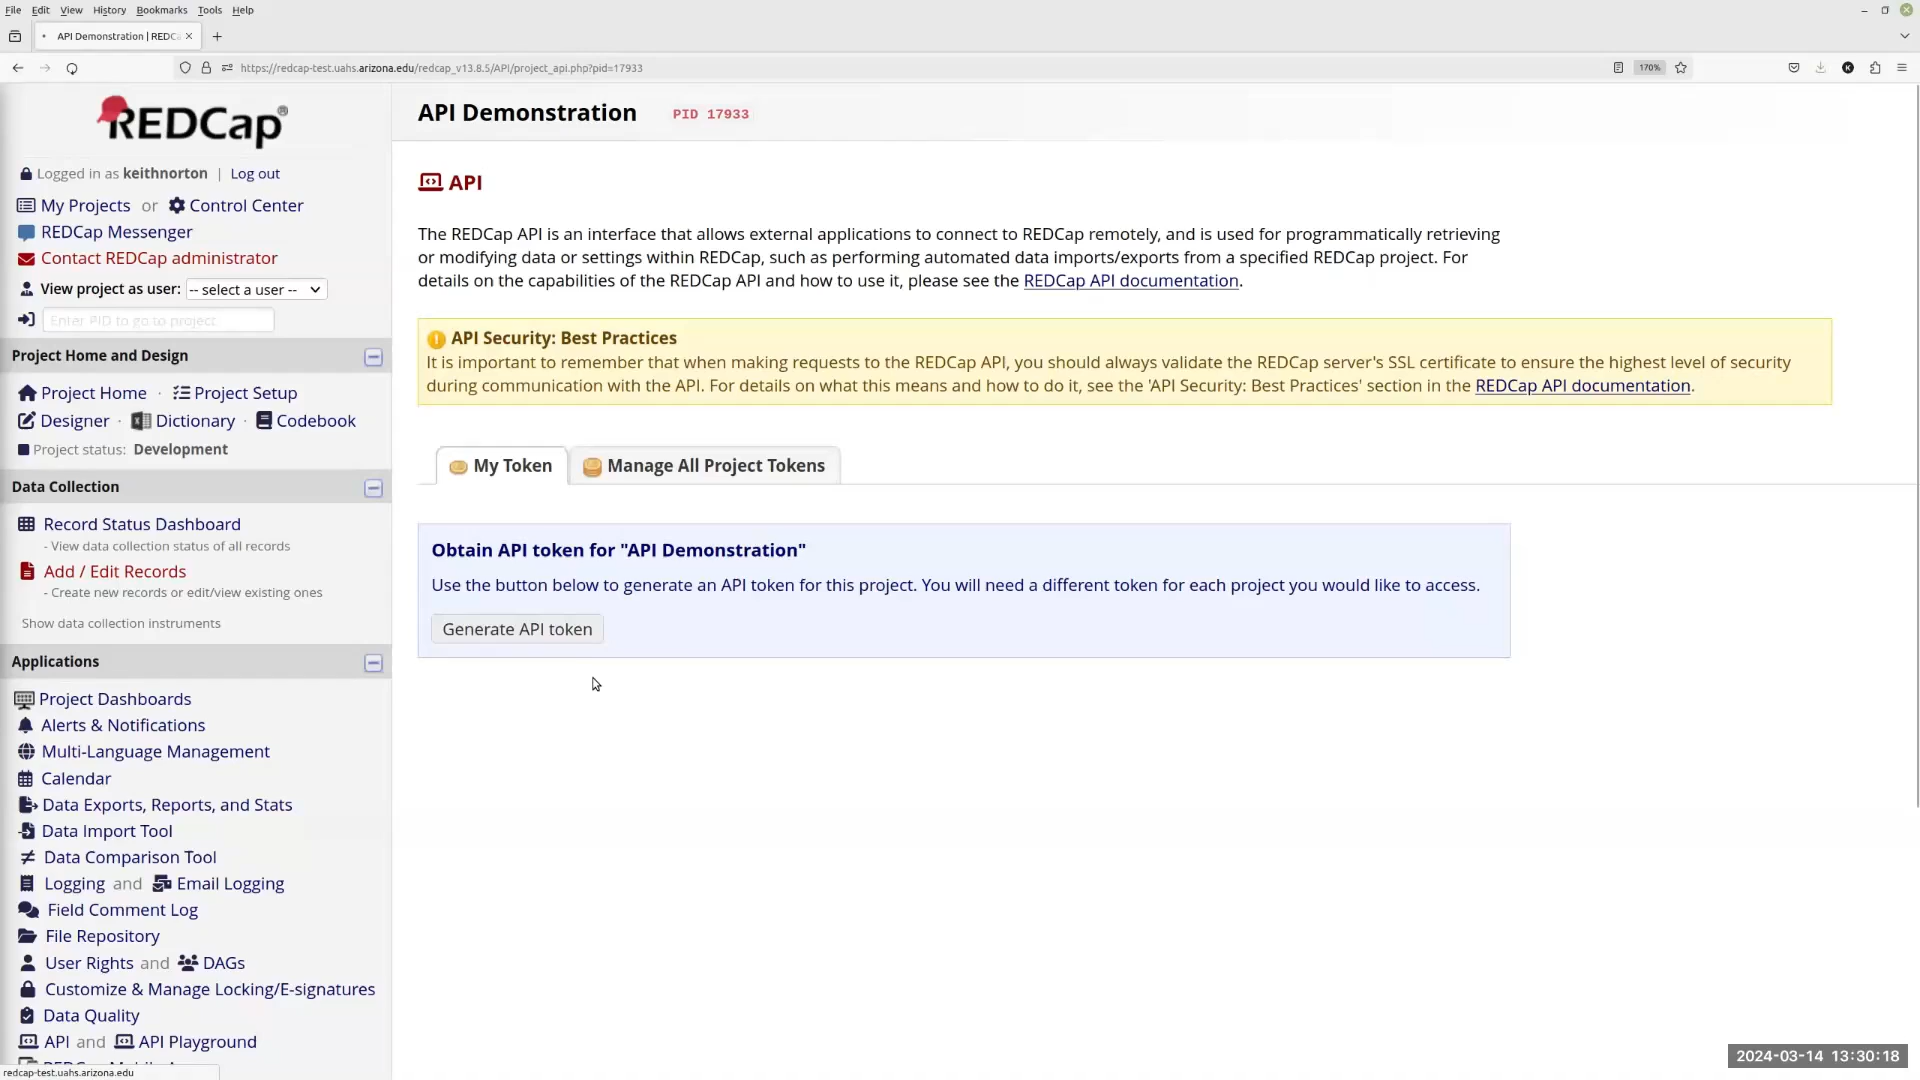 File Edit View History Bookmarks Tools Help
API Demonstration | REDCa
https://redcap-test.uahs.arizona.edu/redcap_v13.8.5/API/project_api.php?pid=17933
170%
K
REDCap®
Logged in as keithnorton | Log out
My Projects or Control Center
REDCap Messenger
Contact REDCap administrator
View project as user: -- select a user --
Enter PID to go to project
Project Home and Design
Project Home · Project Setup
Designer · Dictionary · Codebook
Project status: Development
Data Collection
Record Status Dashboard
- View data collection status of all records
Add / Edit Records
- Create new records or edit/view existing ones
Show data collection instruments
Applications
Project Dashboards
Alerts & Notifications
Multi-Language Management
Calendar
Data Exports, Reports, and Stats
Data Import Tool
Data Comparison Tool
Logging and Email Logging
Field Comment Log
File Repository
User Rights and DAGs
Customize & Manage Locking/E-signatures
Data Quality
API and API Playground
redcap-test.uahs.arizona.edu
API Demonstration PID 17933
API
The REDCap API is an interface that allows external applications to connect to REDCap remotely, and is used for programmatically retrieving
or modifying data or settings within REDCap, such as performing automated data imports/exports from a specified REDCap project. For
details on the capabilities of the REDCap API and how to use it, please see the REDCap API documentation.
API Security: Best Practices
It is important to remember that when making requests to the REDCap API, you should always validate the REDCap server's SSL certificate to ensure the highest level of security
during communication with the API. For details on what this means and how to do it, see the 'API Security: Best Practices' section in the REDCap API documentation.
My Token
Manage All Project Tokens
Obtain API token for "API Demonstration"
Use the button below to generate an API token for this project. You will need a different token for each project you would like to access.
Generate API token
2024-03-14 13:30:18